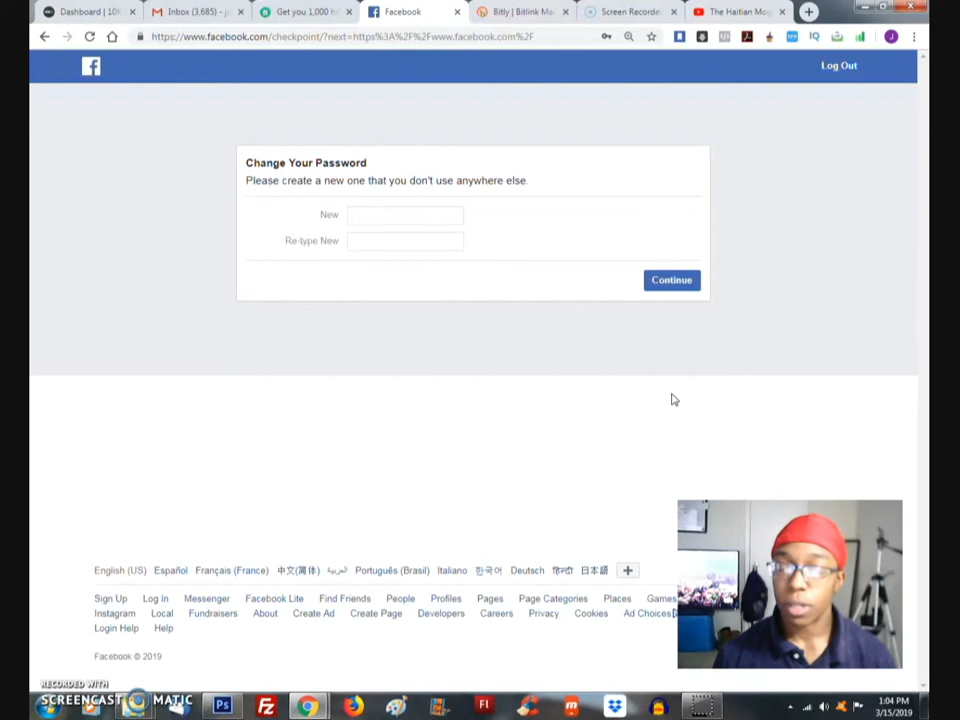 Dashboard | 10K
Inbox (3,685) - j
Get you 1,000 h
Facebook
Bitly | Bitlink Ma
Screen Recorde
The Haitian Mog
https://www.facebook.com/checkpoint/?next=https%3A%2F%2Fwww.facebook.com%2F
IQ
J
f
Log Out
Change Your Password
Please create a new one that you don't use anywhere else.
New
Re-type New
Continue
English (US) Español Français (France) 中文(简体) العربية Português (Brasil) Italiano 한국어 Deutsch हिन्दी 日本語 +
Sign Up Log In Messenger Facebook Lite Find Friends People Profiles Pages Page Categories Places Games
Instagram Local Fundraisers About Create Ad Create Page Developers Careers Privacy Cookies Ad Choices
Login Help Help
Facebook © 2019
RECORDED WITH
SCREENCAST MATIC
Ps
Fz
Fl
m
1:04 PM
3/15/2019